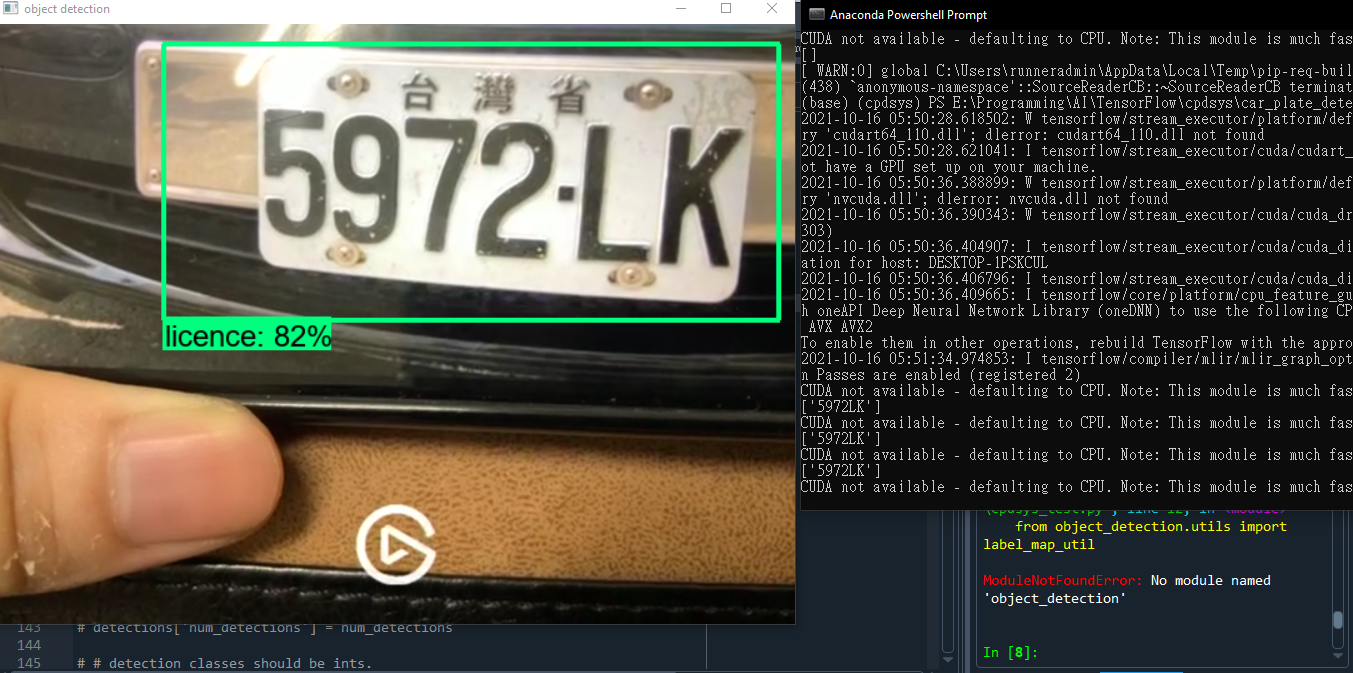 object detection
台灣省
5972-LK
licence: 82%
143 # detections['num_detections'] = num_detections
144
145 # # detection classes should be ints.
Anaconda Powershell Prompt
CUDA not available - defaulting to CPU. Note: This module is much fas
[]
[ WARN:0] global C:\Users\runneradmin\AppData\Local\Temp\pip-req-buil
(438) `anonymous-namespace'::SourceReaderCB::~SourceReaderCB terminat
(base) (cpdsys) PS E:\Programming\AI\TensorFlow\cpdsys\car_plate_dete
2021-10-16 05:50:28.618502: W tensorflow/stream_executor/platform/def
ry 'cudart64_110.dll'; dlerror: cudart64_110.dll not found
2021-10-16 05:50:28.621041: I tensorflow/stream_executor/cuda/cudart_
ot have a GPU set up on your machine.
2021-10-16 05:50:36.388899: W tensorflow/stream_executor/platform/def
ry 'nvcuda.dll'; dlerror: nvcuda.dll not found
2021-10-16 05:50:36.390343: W tensorflow/stream_executor/cuda/cuda_dr
303)
2021-10-16 05:50:36.404907: I tensorflow/stream_executor/cuda/cuda_di
ation for host: DESKTOP-1PSKCUL
2021-10-16 05:50:36.406796: I tensorflow/stream_executor/cuda/cuda_di
2021-10-16 05:50:36.409665: I tensorflow/core/platform/cpu_feature_gu
h oneAPI Deep Neural Network Library (oneDNN) to use the following CP
AVX AVX2
To enable them in other operations, rebuild TensorFlow with the appro
2021-10-16 05:51:34.974853: I tensorflow/compiler/mlir/mlir_graph_opt
n Passes are enabled (registered 2)
CUDA not available - defaulting to CPU. Note: This module is much fas
['5972LK']
CUDA not available - defaulting to CPU. Note: This module is much fas
['5972LK']
CUDA not available - defaulting to CPU. Note: This module is much fas
['5972LK']
CUDA not available - defaulting to CPU. Note: This module is much fas
from object_detection.utils import
label_map_util
ModuleNotFoundError: No module named
'object_detection'
In [8]: